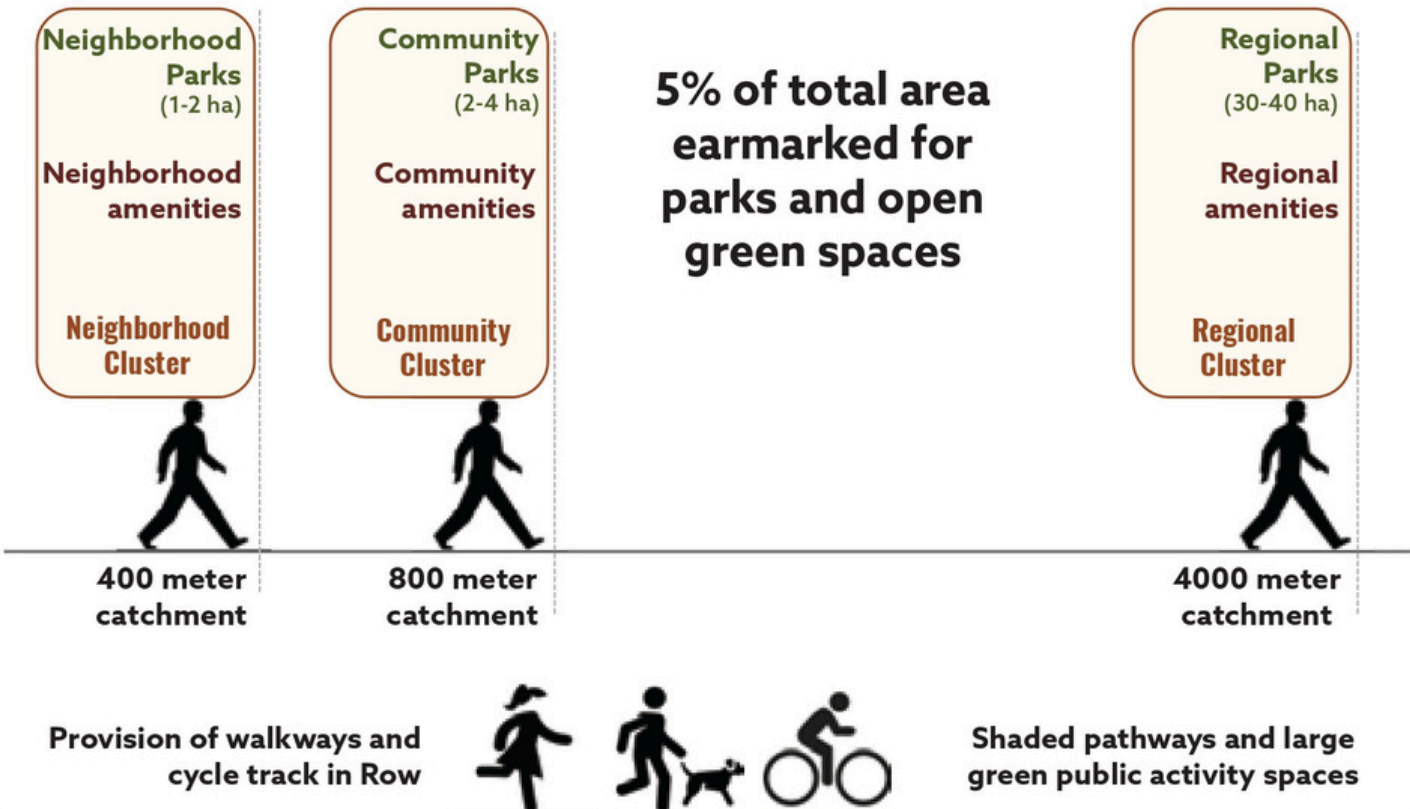 Neighborhood
Parks
(1-2 ha)
Neighborhood
amenities
Neighborhood
Cluster
Community
Parks
(2-4 ha)
Community
amenities
Community
Cluster
5% of total area
earmarked for
parks and open
green spaces
Regional
Parks
(30-40 ha)
Regional
amenities
Regional
Cluster
400 meter
catchment
800 meter
catchment
4000 meter
catchment
Provision of walkways and
cycle track in Row
Shaded pathways and large
green public activity spaces